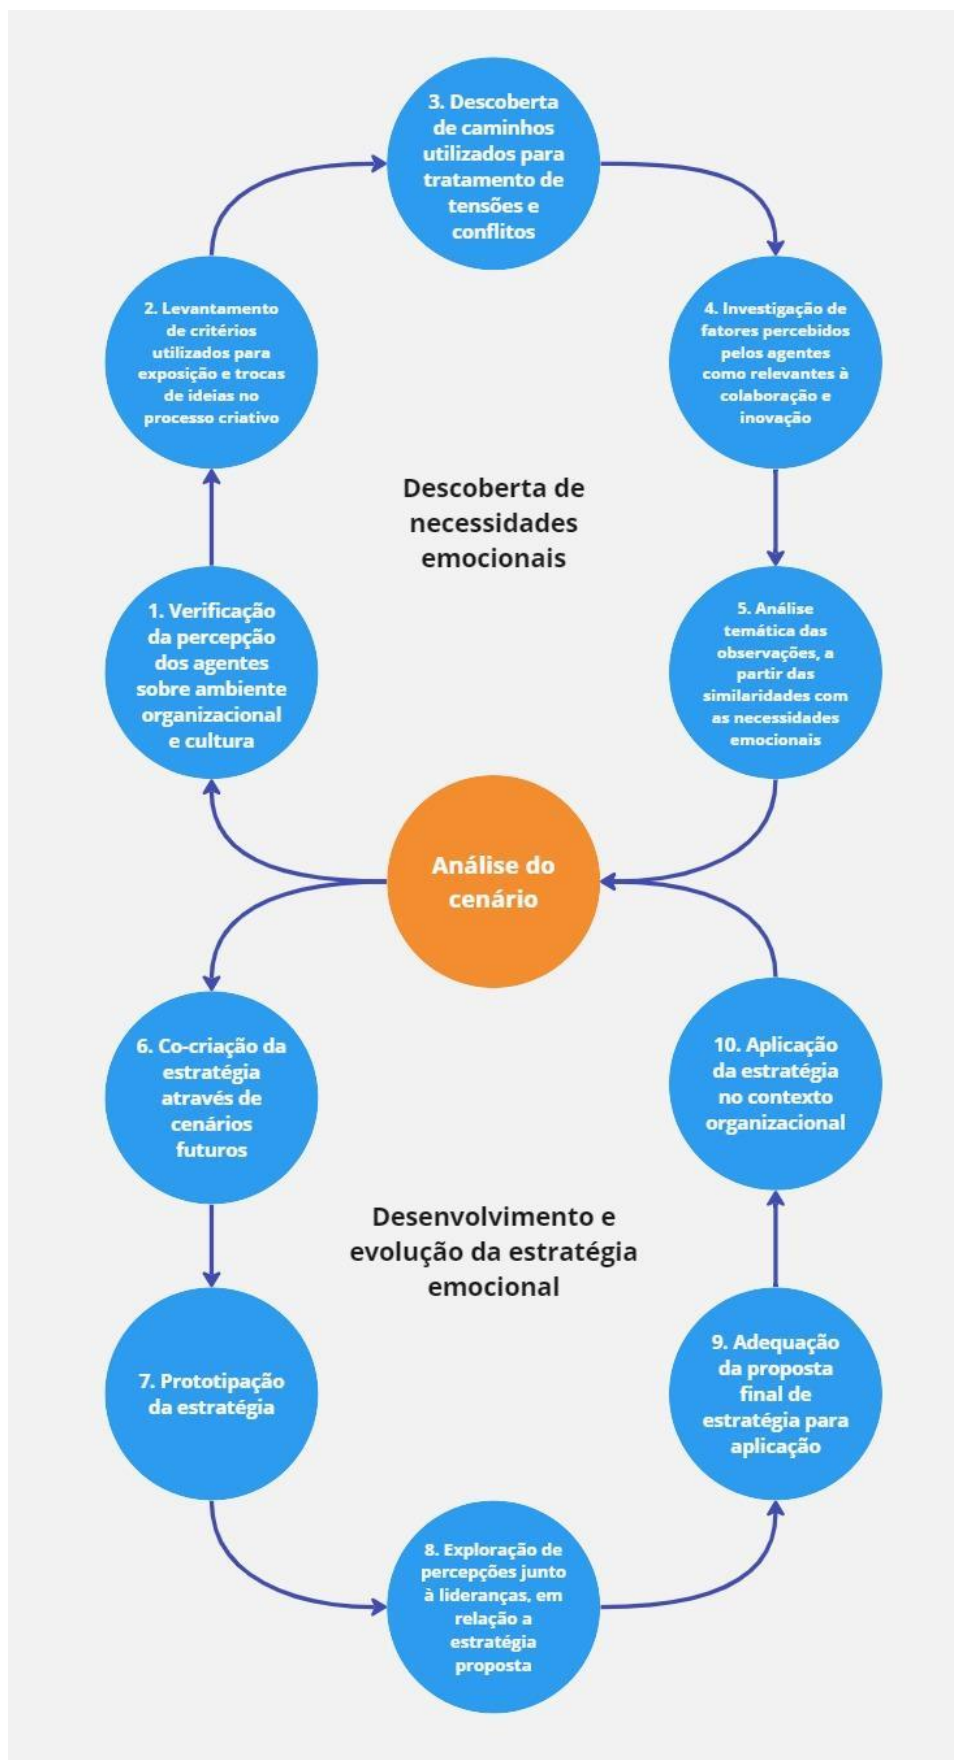 3. Descoberta
de caminhos
utilizados para
tratamento de
tensões e
conflitos
2. Levantamento
de critérios
utilizados para
exposição e trocas
de ideias no
processo criativo
4. Investigação de
fatores percebidos
pelos agentes
como relevantes à
colaboração e
inovação
Descoberta de
necessidades
emocionais
1. Verificação
da percepção
dos agentes
sobre ambiente
organizacional
e cultura
5. Análise
temática das
observações, a
partir das
similaridades com
as necessidades
emocionais
Análise do
cenário
6. Co-criação da
estratégia
através de
cenários
futuros
10. Aplicação
da estratégia
no contexto
organizacional
Desenvolvimento e
evolução da estratégia
emocional
7. Prototipação
da estratégia
9. Adequação
da proposta
final de
estratégia para
aplicação
8. Exploração de
percepções junto
à lideranças, em
relação a
estratégia
proposta